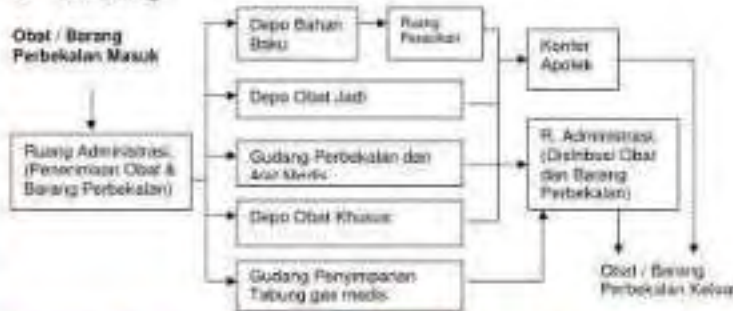 Obat / Barang
Perbekalan Masuk
Ruang Administrasi
(Penerimaan Obat &
Barang Perbekalan)
Depo Bahan
Baku
Ruang
Peracikan
Depo Obat Jadi
Gudang Perbekalan dan
Alat Medis
Depo Obat Khusus
Gudang Penyimpanan
Tabung gas medis
Konter
Apotek
R. Administrasi
(Distribusi Obat
dan Barang
Perbekalan)
Obat / Barang
Perbekalan Keluar